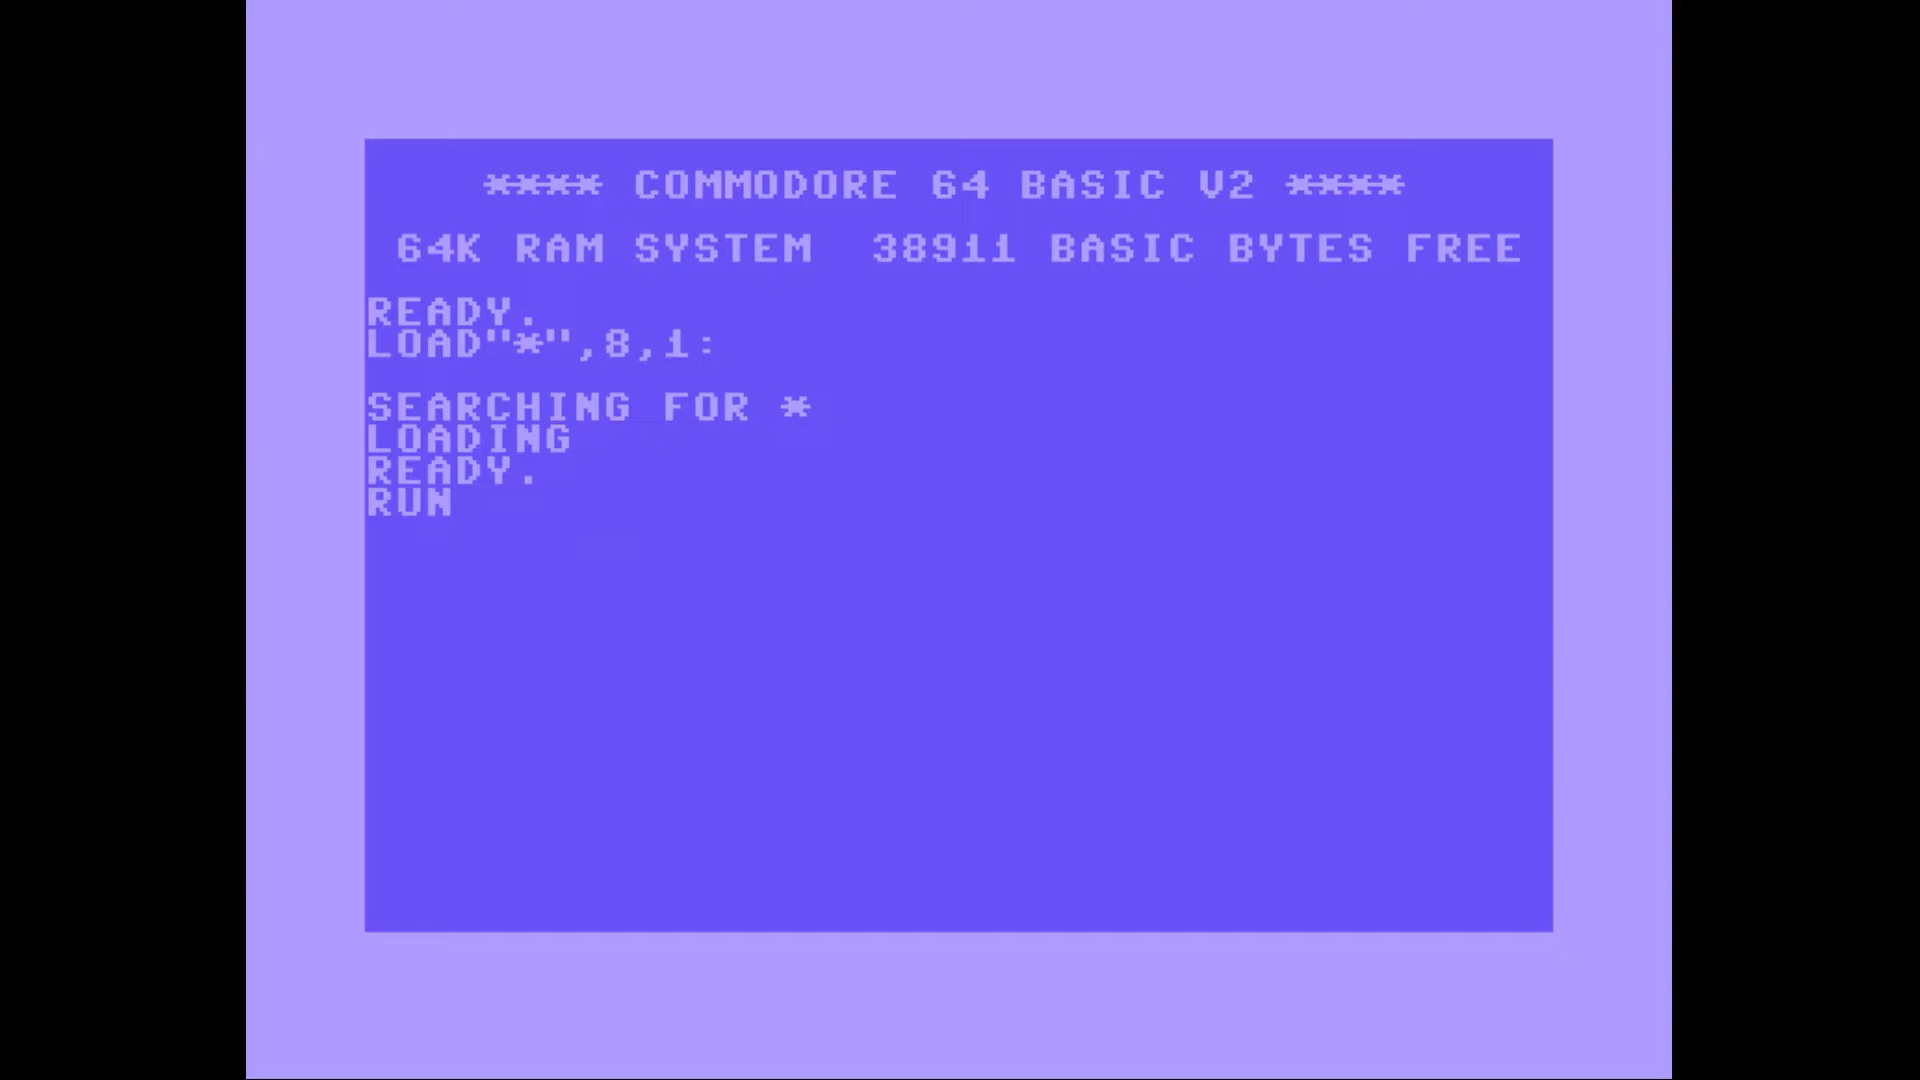 **** COMMODORE 64 BASIC V2 ****
64K RAM SYSTEM  38911 BASIC BYTES FREE
READY.
LOAD"*",8,1:
SEARCHING FOR *
LOADING
READY.
RUN